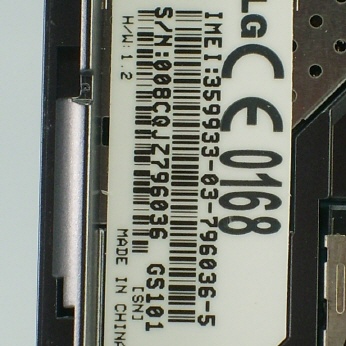 LG CE 0168
IMEI:359933-03-796036-5
S/N:008CQJZ796036 GS101
[SN]
H/W:1.2
MADE IN CHINA